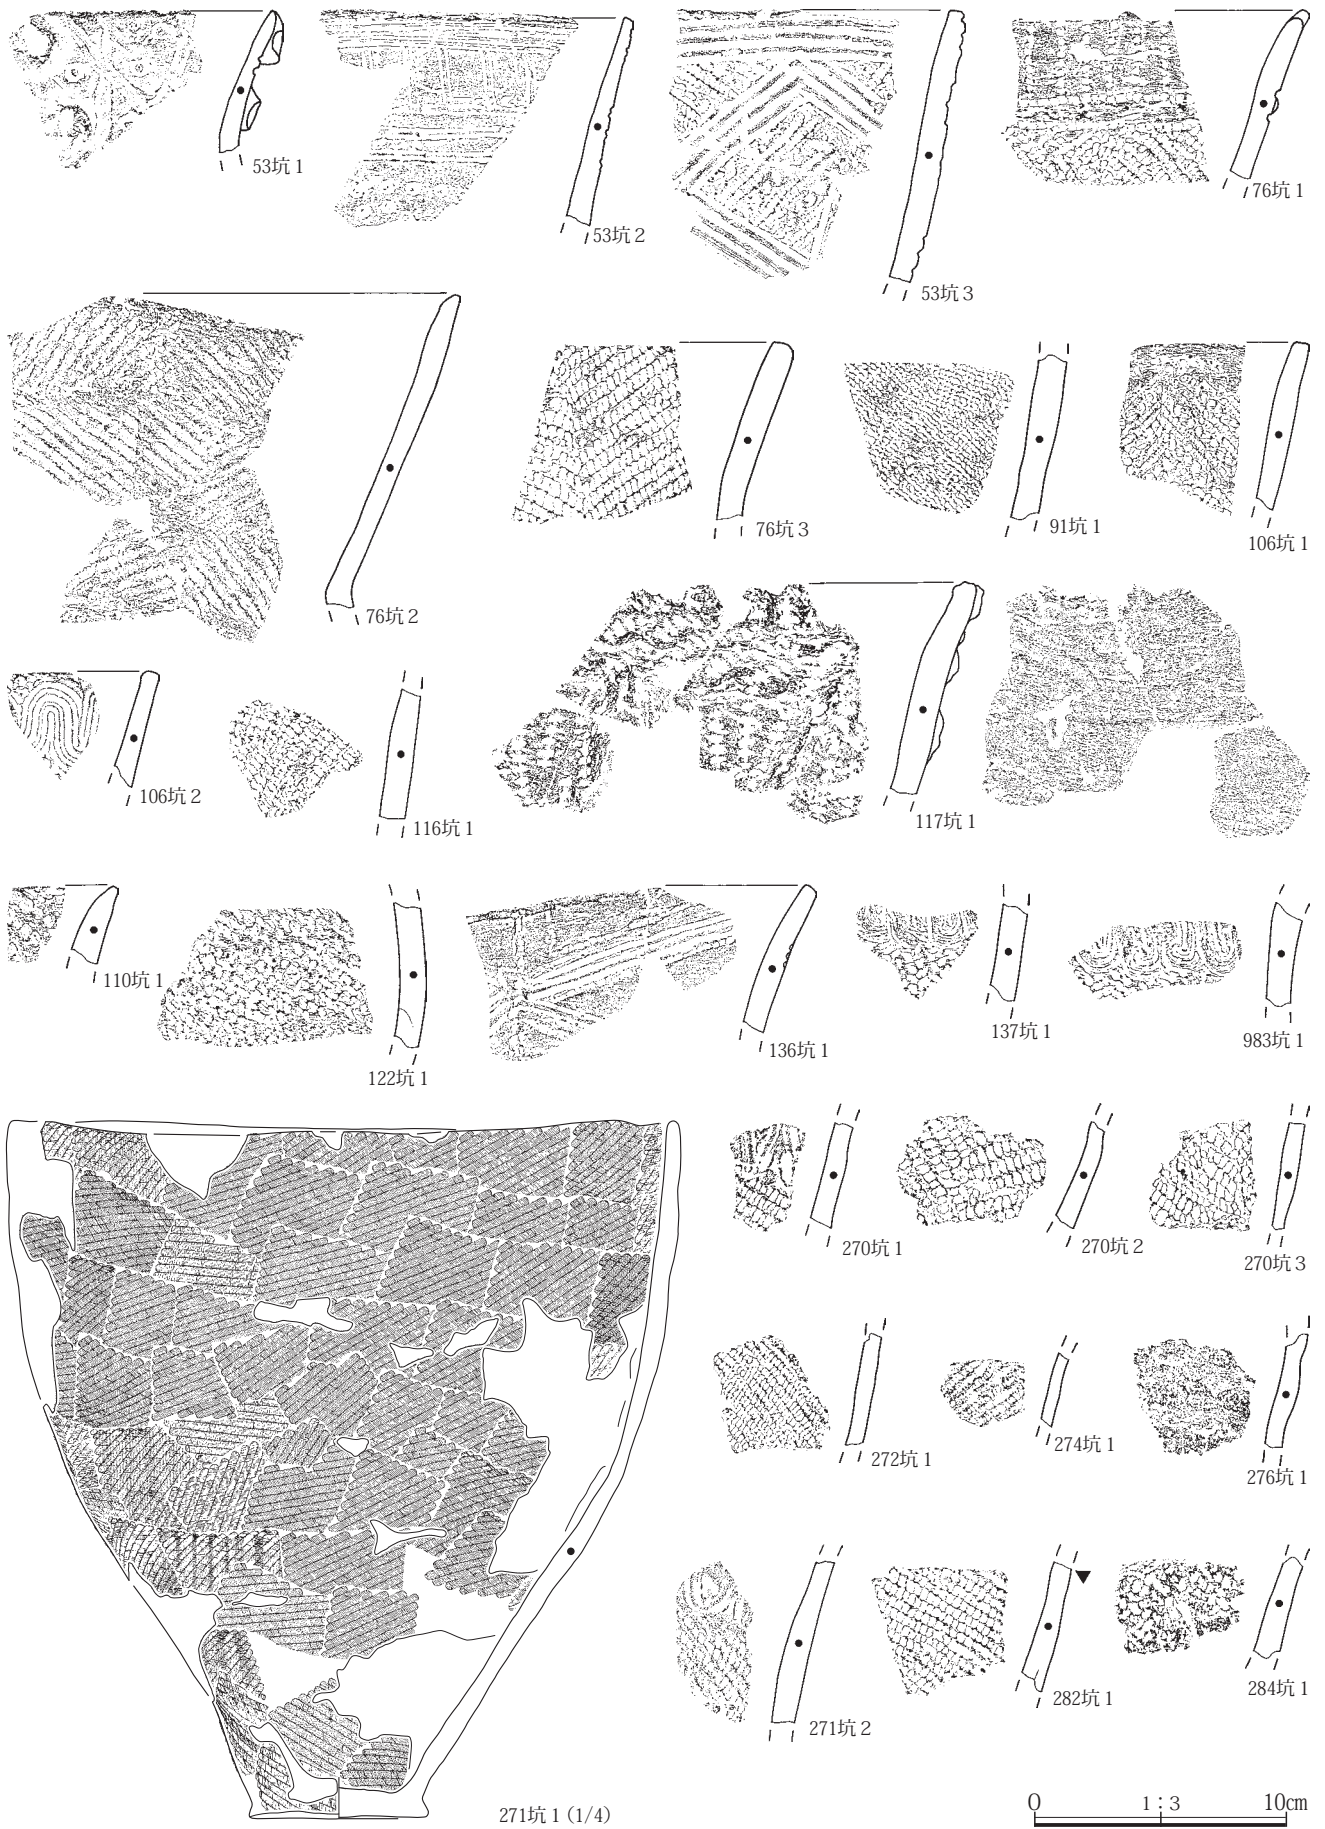 53坑 1
53坑 2
53坑 3
76坑 1
76坑 2
76坑 3
91坑 1
106坑 1
106坑 2
116坑 1
117坑 1
110坑 1
122坑 1
136坑 1
137坑 1
983坑 1
270坑 1
270坑 2
270坑 3
272坑 1
274坑 1
276坑 1
271坑 2
282坑 1
284坑 1
271坑 1 (1/4)
0 1 : 3 10cm